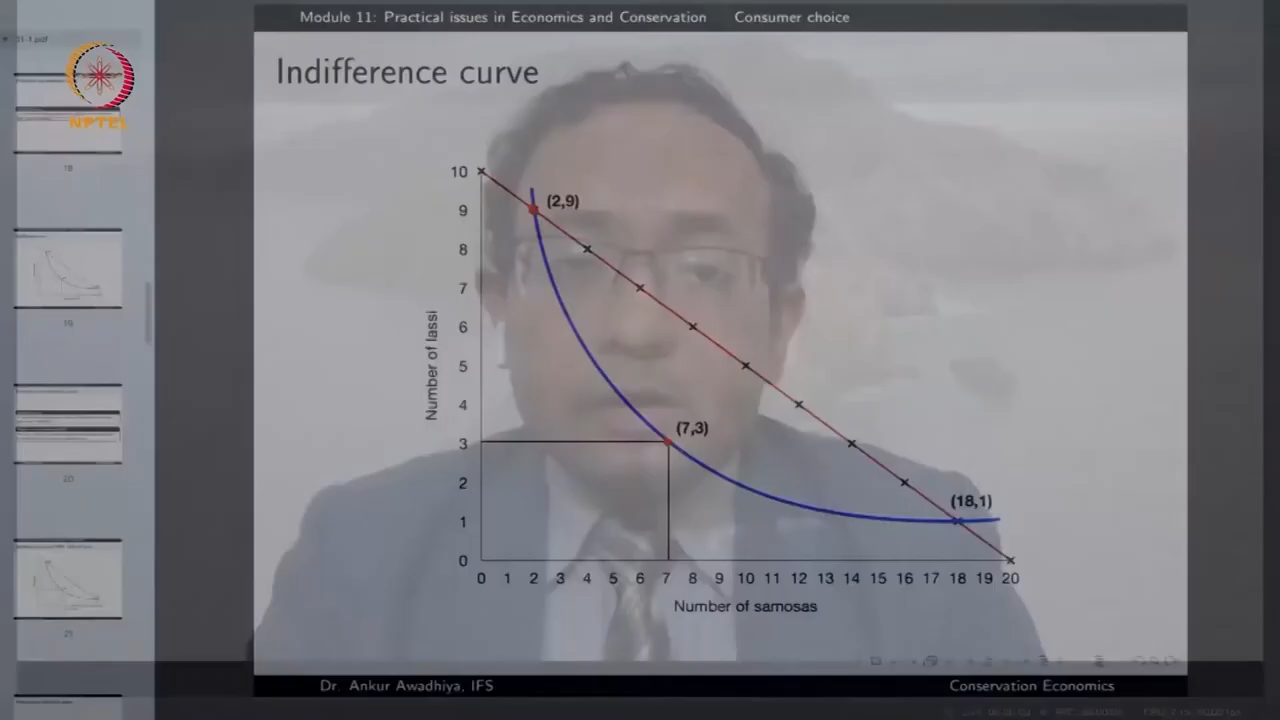 Module 11: Practical issues in Economics and Conservation Consumer choice
01-1.pdf
NPTEL
Indifference curve
18
19
20
21
10
9
8
7
6
5
4
3
2
1
0
Number of lassi
(2,9)
(7,3)
(18,1)
0 1 2 3 4 5 6 7 8 9 10 11 12 13 14 15 16 17 18 19 20
Number of samosas
Dr. Ankur Awadhiya, IFS Conservation Economics